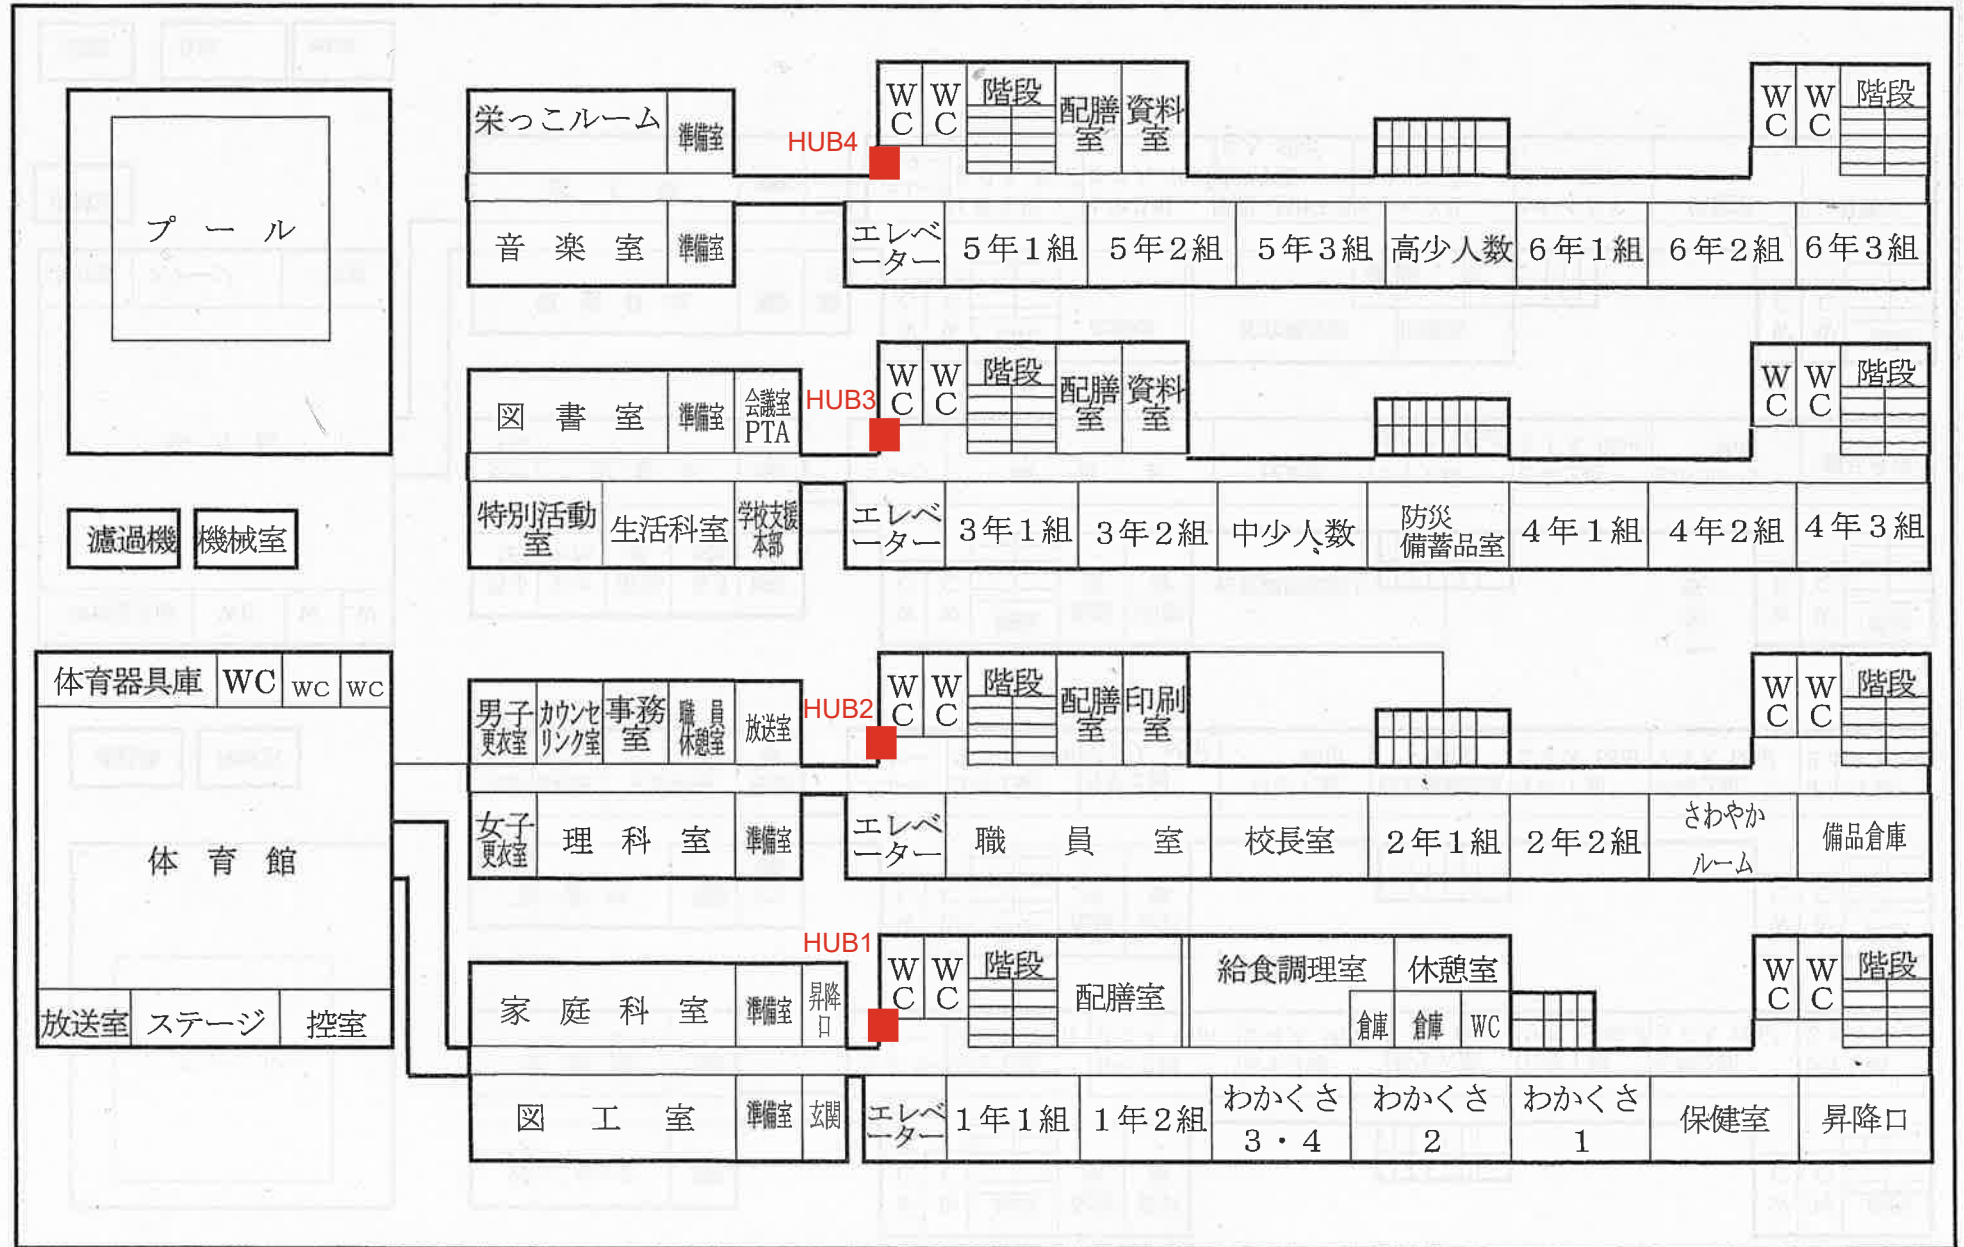 栄っこルーム
準備室
HUB4
WC
WC
階段
配膳室
資料室
WC
WC
階段
プール
音楽室
準備室
エレベーター
5年1組
5年2組
5年3組
高少人数
6年1組
6年2組
6年3組
図書室
準備室
会議室
PTA
HUB3
WC
WC
階段
配膳室
資料室
WC
WC
階段
濾過機
機械室
特別活動室
生活科室
学校支援本部
エレベーター
3年1組
3年2組
中少人数
防災
備蓄品室
4年1組
4年2組
4年3組
体育器具庫
WC
WC
WC
男子更衣室
カウンセリング室
事務室
職員休憩室
放送室
HUB2
WC
WC
階段
配膳室
印刷室
WC
WC
階段
体育館
女子更衣室
理科室
準備室
エレベーター
職員室
校長室
2年1組
2年2組
さわやか
ルーム
備品倉庫
放送室
ステージ
控室
家庭科室
準備室
昇降口
HUB1
WC
WC
階段
配膳室
給食調理室
休憩室
倉庫
倉庫
WC
WC
WC
階段
図工室
準備室
玄関
エレベーター
1年1組
1年2組
わかくさ
3・4
わかくさ
2
わかくさ
1
保健室
昇降口